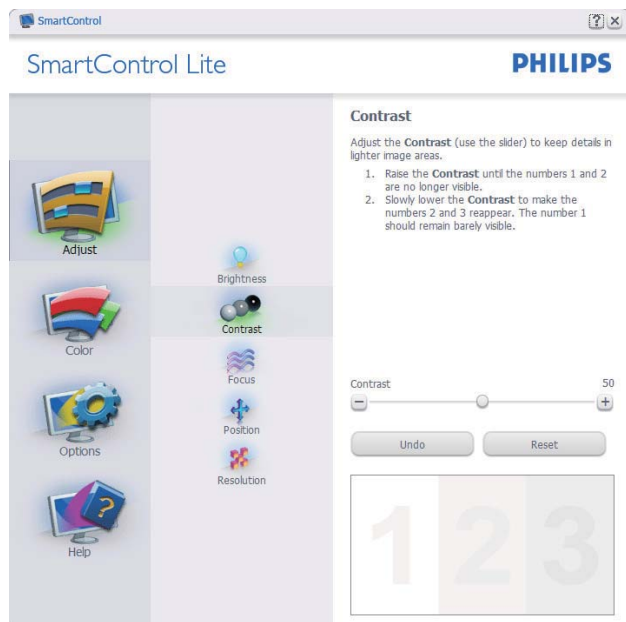 SmartControl
SmartControl Lite
PHILIPS
Adjust
Color
Options
Help
Brightness
Contrast
Focus
Position
Resolution
Contrast
Adjust the Contrast (use the slider) to keep details in
lighter image areas.
1. Raise the Contrast until the numbers 1 and 2
are no longer visible.
2. Slowly lower the Contrast to make the
numbers 2 and 3 reappear. The number 1
should remain barely visible.
Contrast 50
Undo Reset
1 2 3